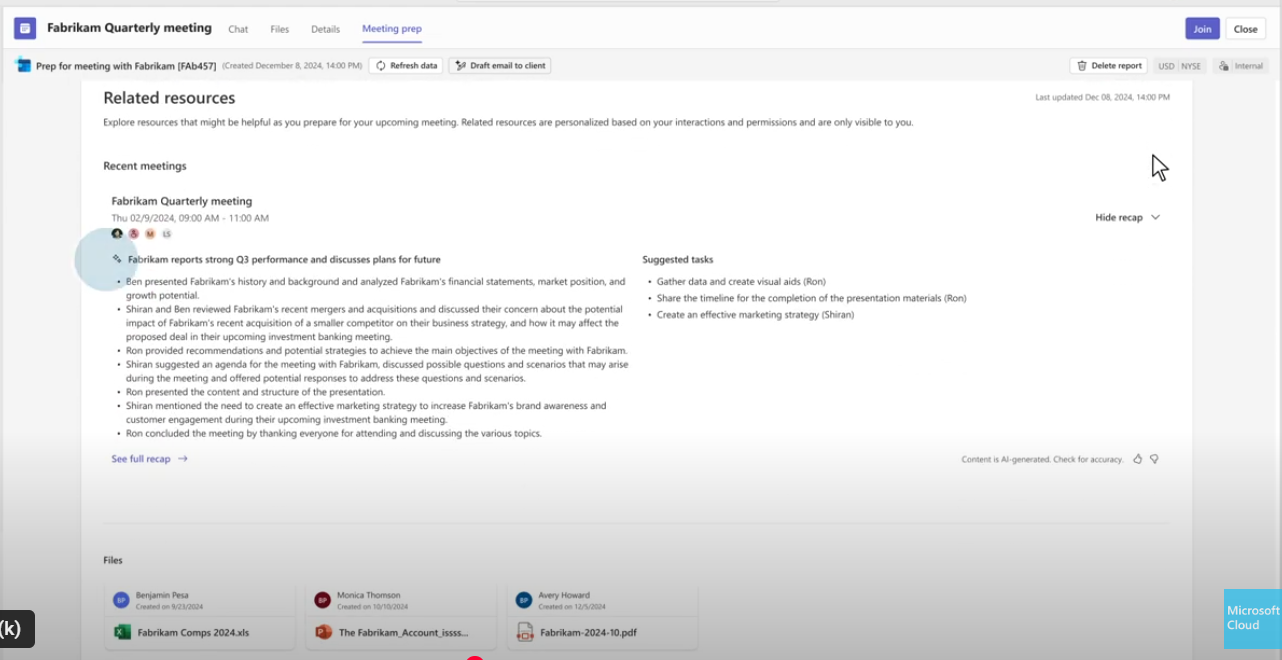 Fabrikam Quarterly meeting Chat Files Details Meeting prep Join Close
Prep for meeting with Fabrikam [FAb457] (Created December 8, 2024, 14:00 PM) Refresh data Draft email to client Delete report USD NYSE Internal
Related resources Last updated Dec 08, 2024, 14:00 PM
Explore resources that might be helpful as you prepare for your upcoming meeting. Related resources are personalized based on your interactions and permissions and are only visible to you.
Recent meetings
Fabrikam Quarterly meeting
Thu 02/9/2024, 09:00 AM - 11:00 AM Hide recap
M LS
Fabrikam reports strong Q3 performance and discusses plans for future
• Ben presented Fabrikam's history and background and analyzed Fabrikam's financial statements, market position, and
growth potential.
• Shiran and Ben reviewed Fabrikam's recent mergers and acquisitions and discussed their concern about the potential
impact of Fabrikam's recent acquisition of a smaller competitor on their business strategy, and how it may affect the
proposed deal in their upcoming investment banking meeting.
• Ron provided recommendations and potential strategies to achieve the main objectives of the meeting with Fabrikam.
• Shiran suggested an agenda for the meeting with Fabrikam, discussed possible questions and scenarios that may arise
during the meeting and offered potential responses to address these questions and scenarios.
• Ron presented the content and structure of the presentation.
• Shiran mentioned the need to create an effective marketing strategy to increase Fabrikam's brand awareness and
customer engagement during their upcoming investment banking meeting.
• Ron concluded the meeting by thanking everyone for attending and discussing the various topics.
Suggested tasks
• Gather data and create visual aids (Ron)
• Share the timeline for the completion of the presentation materials (Ron)
• Create an effective marketing strategy (Shiran)
See full recap → Content is AI-generated. Check for accuracy.
Files
BP Benjamin Pesa
Created on 9/23/2024
Fabrikam Comps 2024.xls
BP Monica Thomson
Created on 10/10/2024
The Fabrikam_Account_issss...
BP Avery Howard
Created on 12/5/2024
Fabrikam-2024-10.pdf
(k)
Microsoft
Cloud